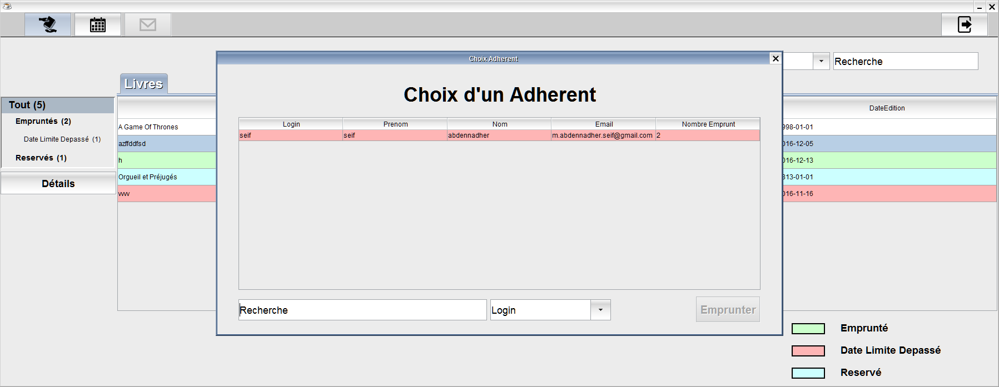 Choix Adherent
Recherche
Livres
Choix d'un Adherent
Tout (5)
Empruntés (2)
Date Limite Depassé (1)
Reservés (1)
Détails
DateEdition
A Game Of Thrones
998-01-01
azffddfsd
016-12-05
h
016-12-13
Orgueil et Préjugés
813-01-01
vvv
016-11-16
Login Prenom Nom Email Nombre Emprunt
seif seif abdennadher m.abdennadher.seif@gmail.com 2
Recherche
Login
Emprunter
Emprunté
Date Limite Depassé
Reservé